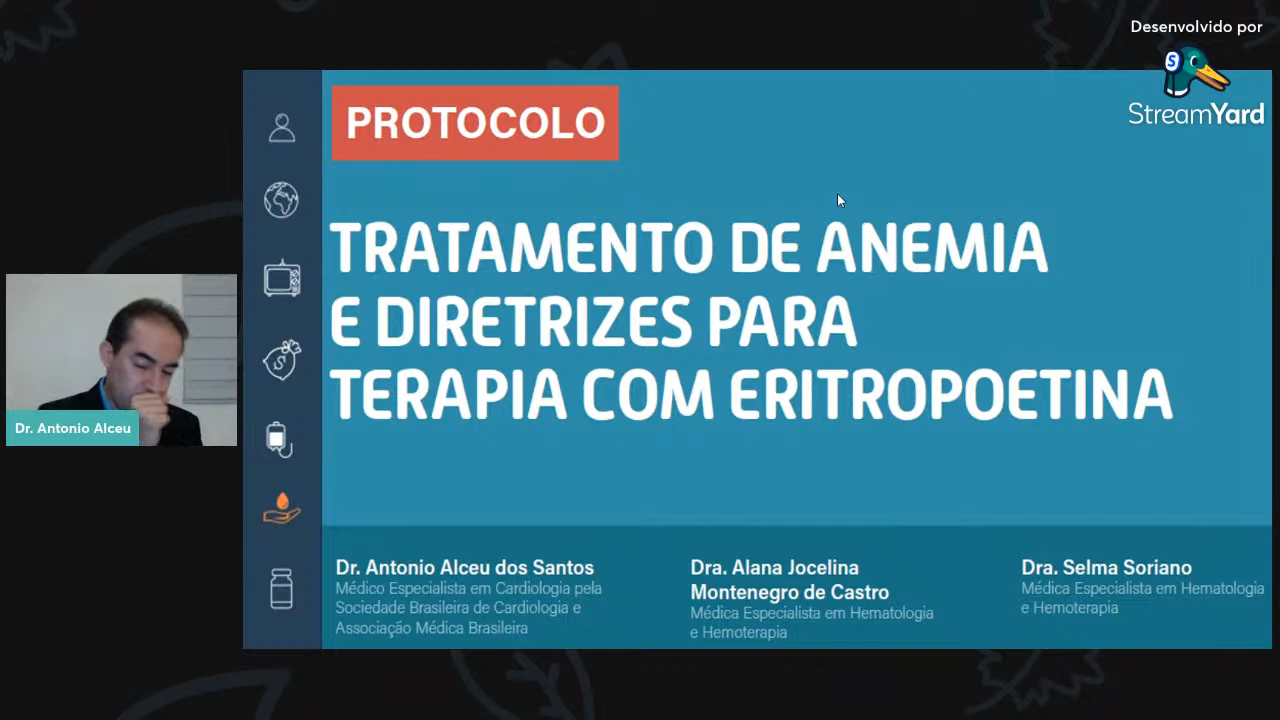 Desenvolvido por
S
StreamYard
PROTOCOLO
TRATAMENTO DE ANEMIA
E DIRETRIZES PARA
TERAPIA COM ERITROPOETINA
$
Dr. Antonio Alceu
Dr. Antonio Alceu dos Santos
Médico Especialista em Cardiologia pela
Sociedade Brasileira de Cardiologia e
Associação Médica Brasileira
Dra. Alana Jocelina
Montenegro de Castro
Médica Especialista em Hematologia
e Hemoterapia
Dra. Selma Soriano
Médica Especialista em Hematologia
e Hemoterapia